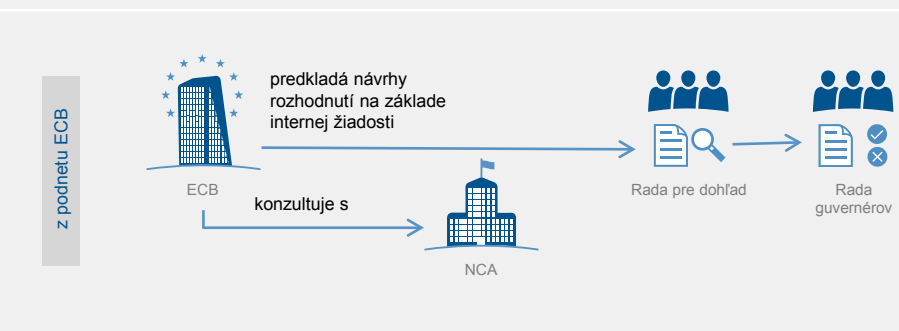 z podnetu ECB
predkladá návrhy
rozhodnutí na základe
internej žiadosti
ECB
konzultuje s
NCA
Rada pre dohľad
Rada
guvernérov